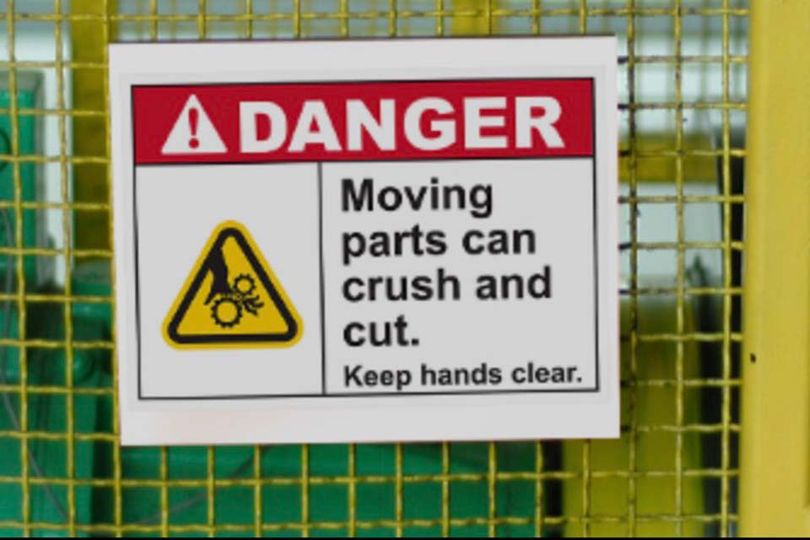 DANGER
Moving
parts can
crush and
cut.
Keep hands clear.